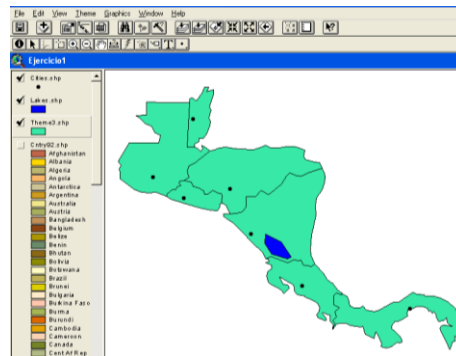 File Edit View Theme Graphics Window Help
Ejercicio1
Cities.shp
Lakes.shp
Theme3.shp
Cntry92.shp
Afghanistan
Albania
Algeria
Angola
Antarctica
Argentina
Australia
Austria
Bangladesh
Belgium
Belize
Benin
Bhutan
Bolivia
Botswana
Brazil
Brunei
Bulgaria
Burkina Faso
Burma
Burundi
Cambodia
Cameroon
Canada
Cent Af Rep